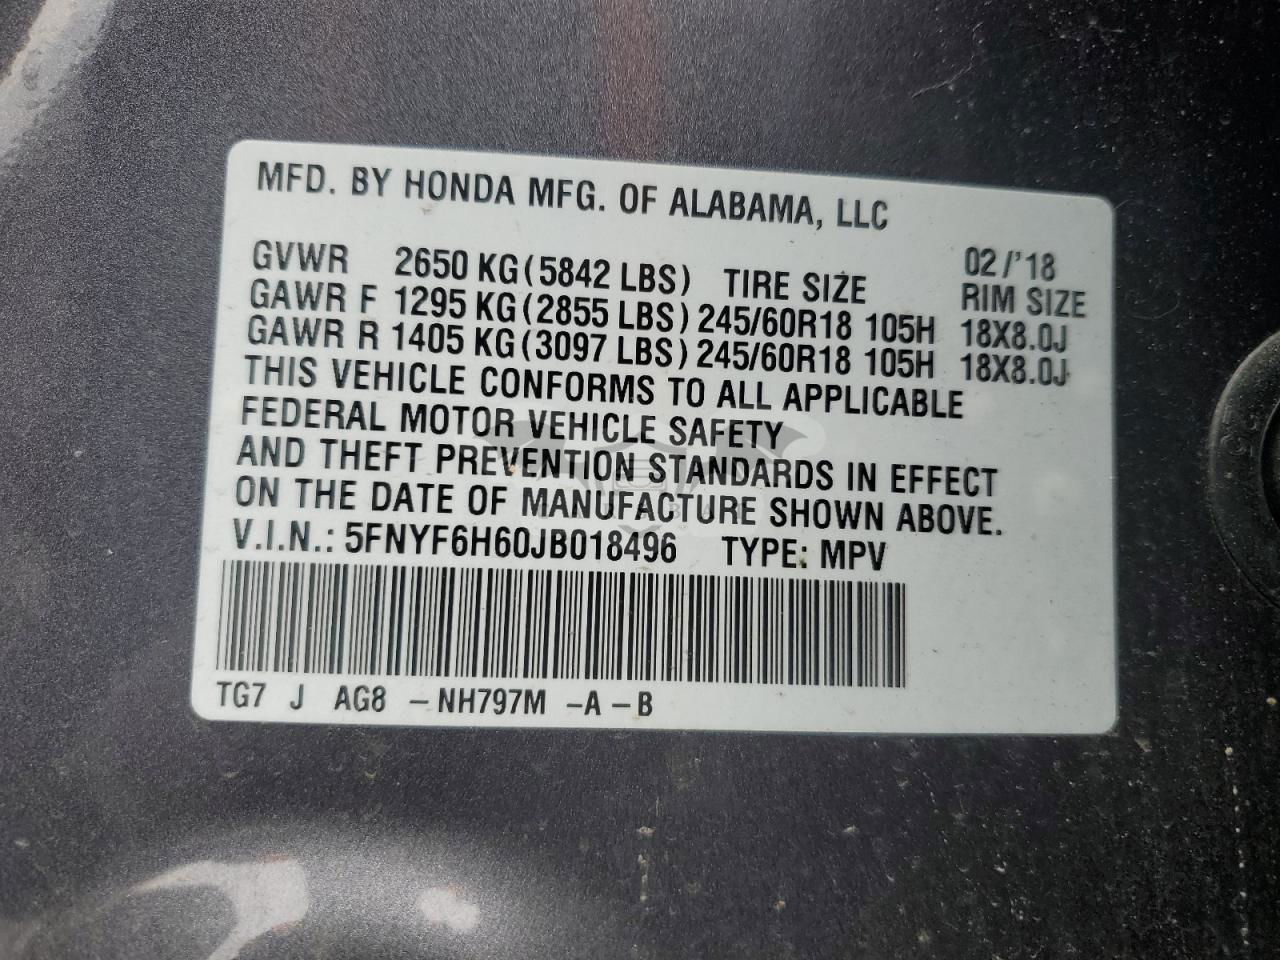 MFD. BY HONDA MFG. OF ALABAMA, LLC
02/'18
GVWR 2650 KG(5842 LBS) TIRE SIZE RIM SIZE
GAWR F 1295 KG(2855 LBS) 245/60R18 105H 18X8.0J
GAWR R 1405 KG(3097 LBS) 245/60R18 105H 18X8.0J
THIS VEHICLE CONFORMS TO ALL APPLICABLE
FEDERAL MOTOR VEHICLE SAFETY
AND THEFT PREVENTION STANDARDS IN EFFECT
ON THE DATE OF MANUFACTURE SHOWN ABOVE.
V.I.N.: 5FNYF6H60JB018496 TYPE: MPV
TG7 J AG8 -NH797M -A -B